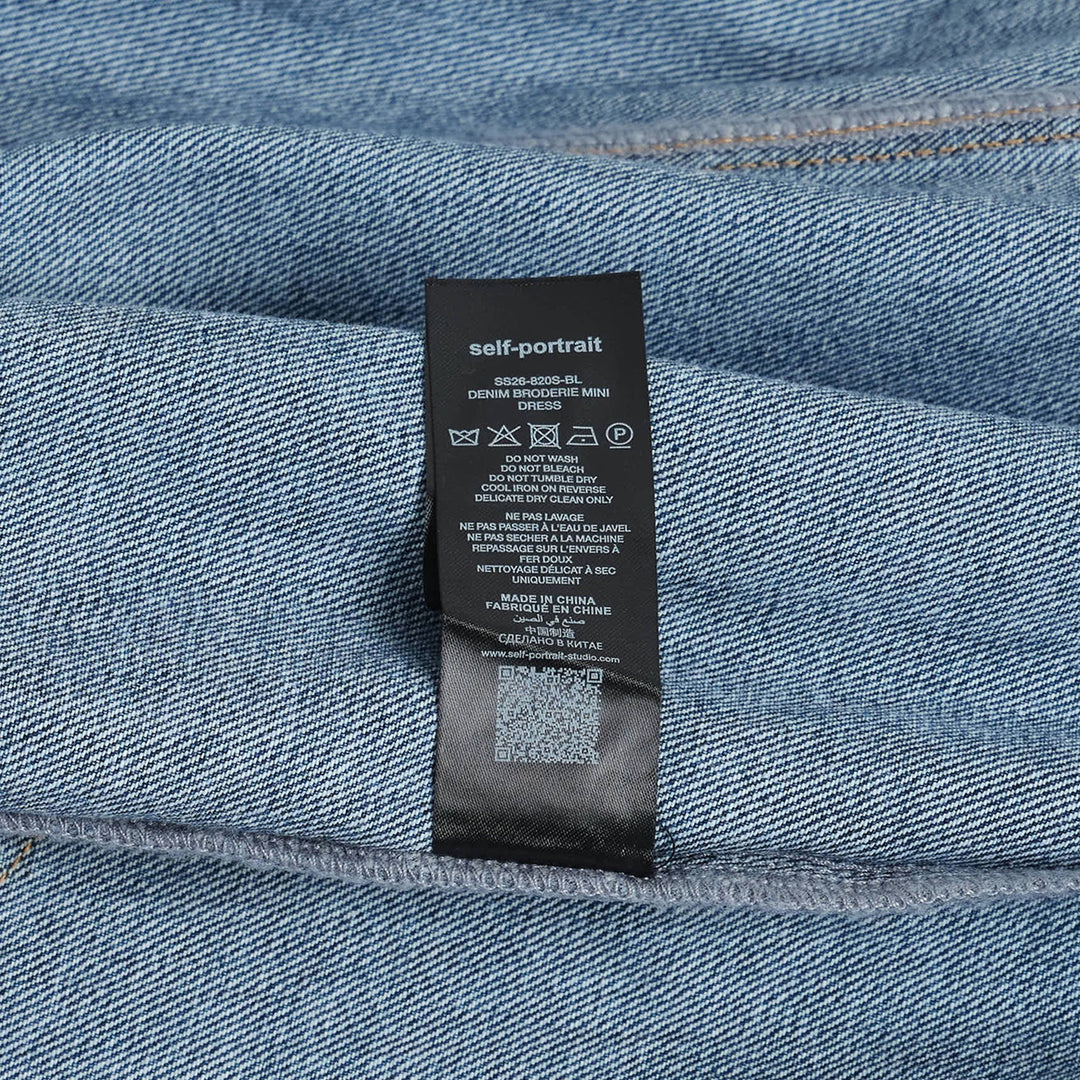 self-portrait
SS26-820S-BL
DENIM BRODERIE MINI
DRESS
P
DO NOT WASH
DO NOT BLEACH
DO NOT TUMBLE DRY
COOL IRON ON REVERSE
DELICATE DRY CLEAN ONLY
NE PAS LAVAGE
NE PAS PASSER À L'EAU DE JAVEL
NE PAS SECHER A LA MACHINE
REPASSAGE SUR L'ENVERS À
FER DOUX
NETTOYAGE DÉLICAT À SEC
UNIQUEMENT
MADE IN CHINA
FABRIQUÉ EN CHINE
صنع في الصين
中国制造
СДЕЛАНО В КИТАЕ
www.self-portrait-studio.com